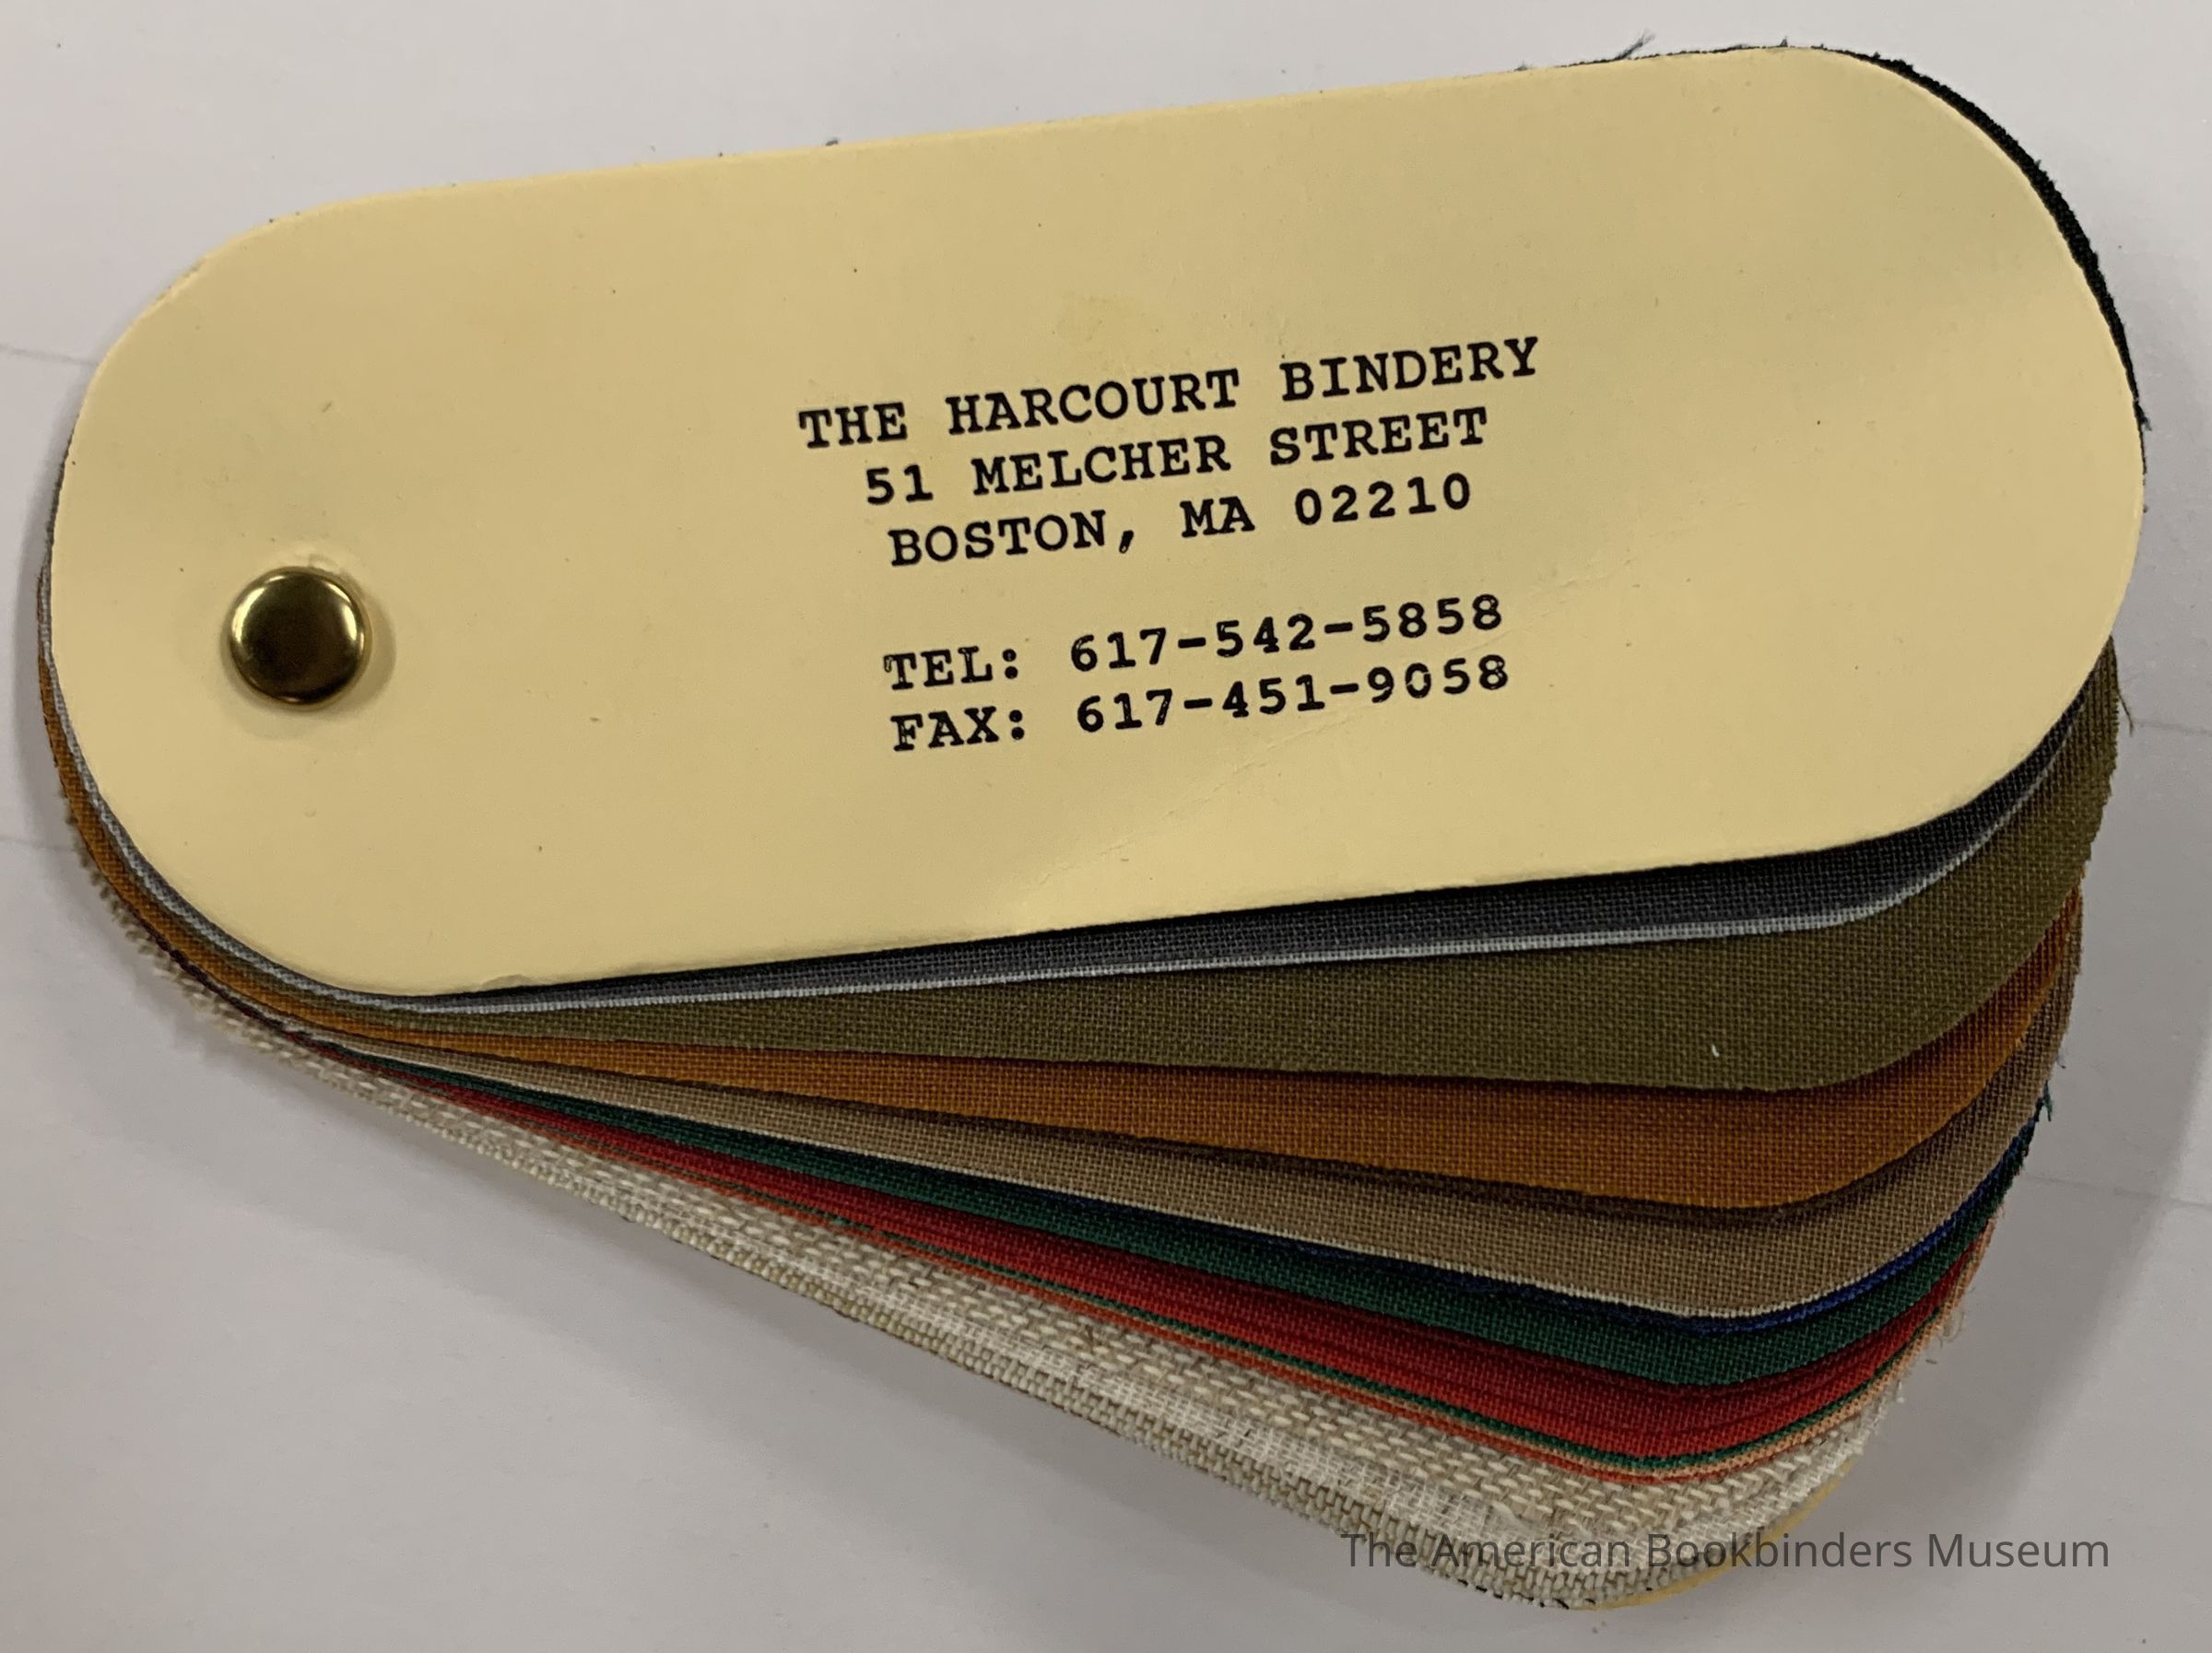 THE HARCOURT BINDERY
51 MELCHER STREET
BOSTON, MA 02210
TEL: 617-542-5858
FAX: 617-451-9058
The American Bookbinders Museum